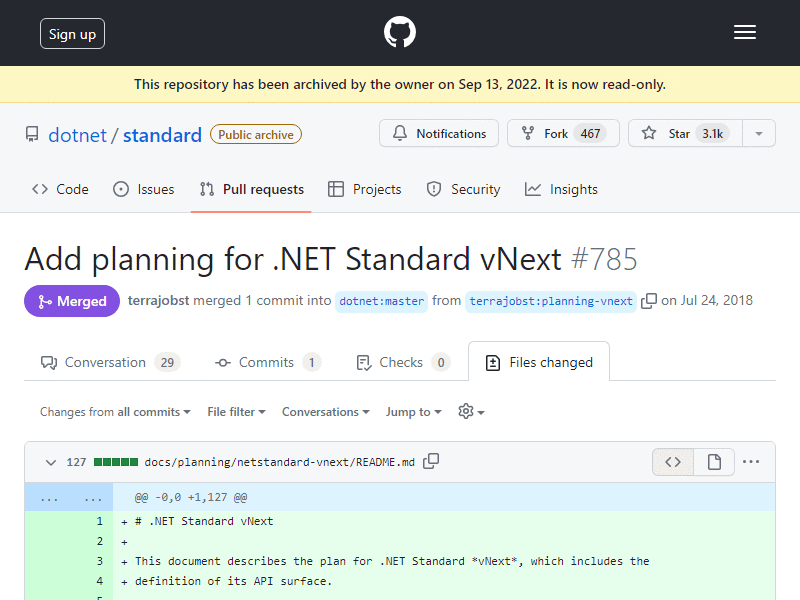 Sign up
This repository has been archived by the owner on Sep 13, 2022. It is now read-only.
dotnet / standard Public archive Notifications Fork 467 Star 3.1k
Code Issues Pull requests Projects Security Insights
Add planning for .NET Standard vNext #785
Merged terrajobst merged 1 commit into dotnet:master from terrajobst:planning-vnext on Jul 24, 2018
Conversation 29 Commits 1 Checks 0 Files changed
Changes from all commits File filter Conversations Jump to
127 docs/planning/netstandard-vnext/README.md
... ... @@ -0,0 +1,127 @@
1 + # .NET Standard vNext
2 +
3 + This document describes the plan for .NET Standard *vNext*, which includes the
4 + definition of its API surface.